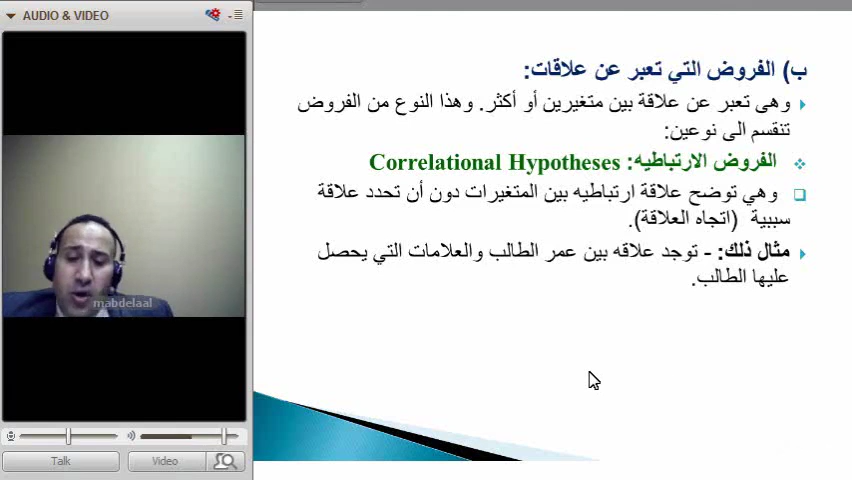 AUDIO & VIDEO
mabdelaal
Talk
Video
ب) الفروض التي تعبر عن علاقات:
وهى تعبر عن علاقة بين متغيرين أو أكثر. وهذا النوع من الفروض
تنقسم الى نوعين:
الفروض الارتباطيه: Correlational Hypotheses
وهي توضح علاقة ارتباطيه بين المتغيرات دون أن تحدد علاقة
سببية (اتجاه العلاقة).
مثال ذلك: - توجد علاقه بين عمر الطالب والعلامات التي يحصل
عليها الطالب.